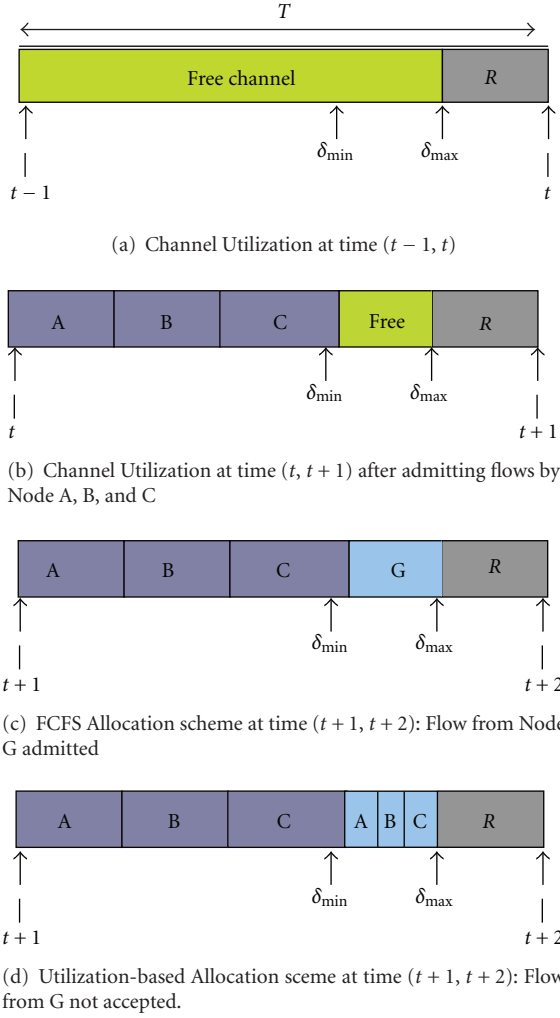 T
Free channel
R
δmin
δmax
t − 1
t
(a) Channel Utilization at time (t − 1, t)
A B C Free R
δmin
δmax
t
t + 1
(b) Channel Utilization at time (t, t + 1) after admitting flows by
Node A, B, and C
A B C G R
δmin
δmax
t + 1
t + 2
(c) FCFS Allocation scheme at time (t + 1, t + 2): Flow from Node
G admitted
A B C A B C R
δmin
δmax
t + 1
t + 2
(d) Utilization-based Allocation sceme at time (t + 1, t + 2): Flow
from G not accepted.